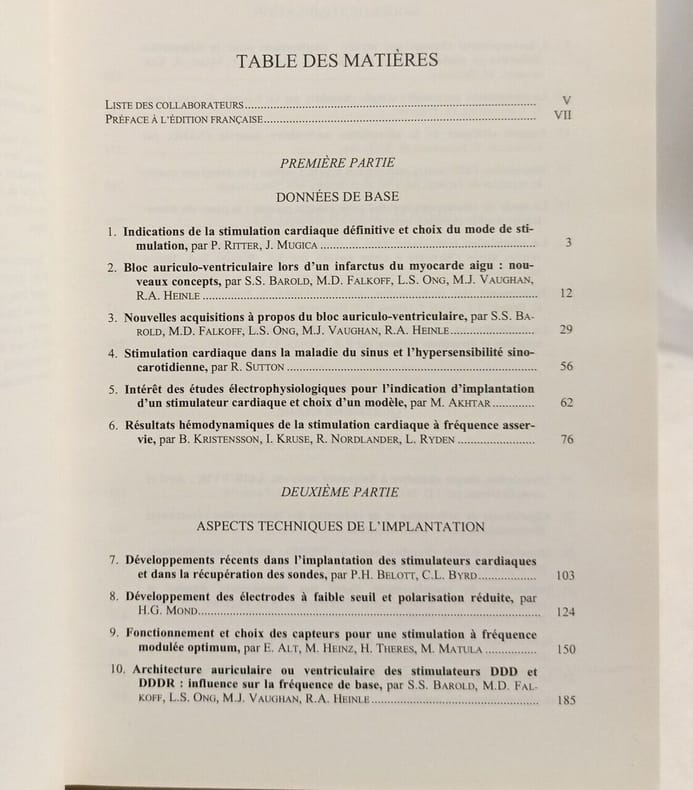 TABLE DES MATIÈRES
LISTE DES COLLABORATEURS.......... V
PRÉFACE À L'ÉDITION FRANÇAISE.......... VII
PREMIÈRE PARTIE
DONNÉES DE BASE
1. Indications de la stimulation cardiaque définitive et choix du mode de sti-
mulation, par P. RITTER, J. MUGICA .......... 3
2. Bloc auriculo-ventriculaire lors d'un infarctus du myocarde aigu : nou-
veaux concepts, par S.S. BAROLD, M.D. FALKOFF, L.S. ONG, M.J. VAUGHAN,
R.A. HEINLE .......... 12
3. Nouvelles acquisitions à propos du bloc auriculo-ventriculaire, par S.S. BA-
ROLD, M.D. FALKOFF, L.S. ONG, M.J. VAUGHAN, R.A. HEINLE.......... 29
4. Stimulation cardiaque dans la maladie du sinus et l'hypersensibilité sino-
carotidienne, par R. SUTTON .......... 56
5. Intérêt des études électrophysiologiques pour l'indication d'implantation
d'un stimulateur cardiaque et choix d'un modèle, par M. AKHTAR .......... 62
6. Résultats hémodynamiques de la stimulation cardiaque à fréquence asser-
vie, par B. KRISTENSSON, I. KRUSE, R. NORDLANDER, L. RYDEN .......... 76
DEUXIÈME PARTIE
ASPECTS TECHNIQUES DE L'IMPLANTATION
7. Développements récents dans l'implantation des stimulateurs cardiaques
et dans la récupération des sondes, par P.H. BELOTT, C.L. BYRD.......... 103
8. Développement des électrodes à faible seuil et polarisation réduite, par
H.G. MOND.......... 124
9. Fonctionnement et choix des capteurs pour une stimulation à fréquence
modulée optimum, par E. ALT, M. HEINZ, H. THERES, M. MATULA .......... 150
10. Architecture auriculaire ou ventriculaire des stimulateurs DDD et
DDDR : influence sur la fréquence de base, par S.S. BAROLD, M.D. FAL-
KOFF, L.S. ONG, M.J. VAUGHAN, R.A. HEINLE .......... 185